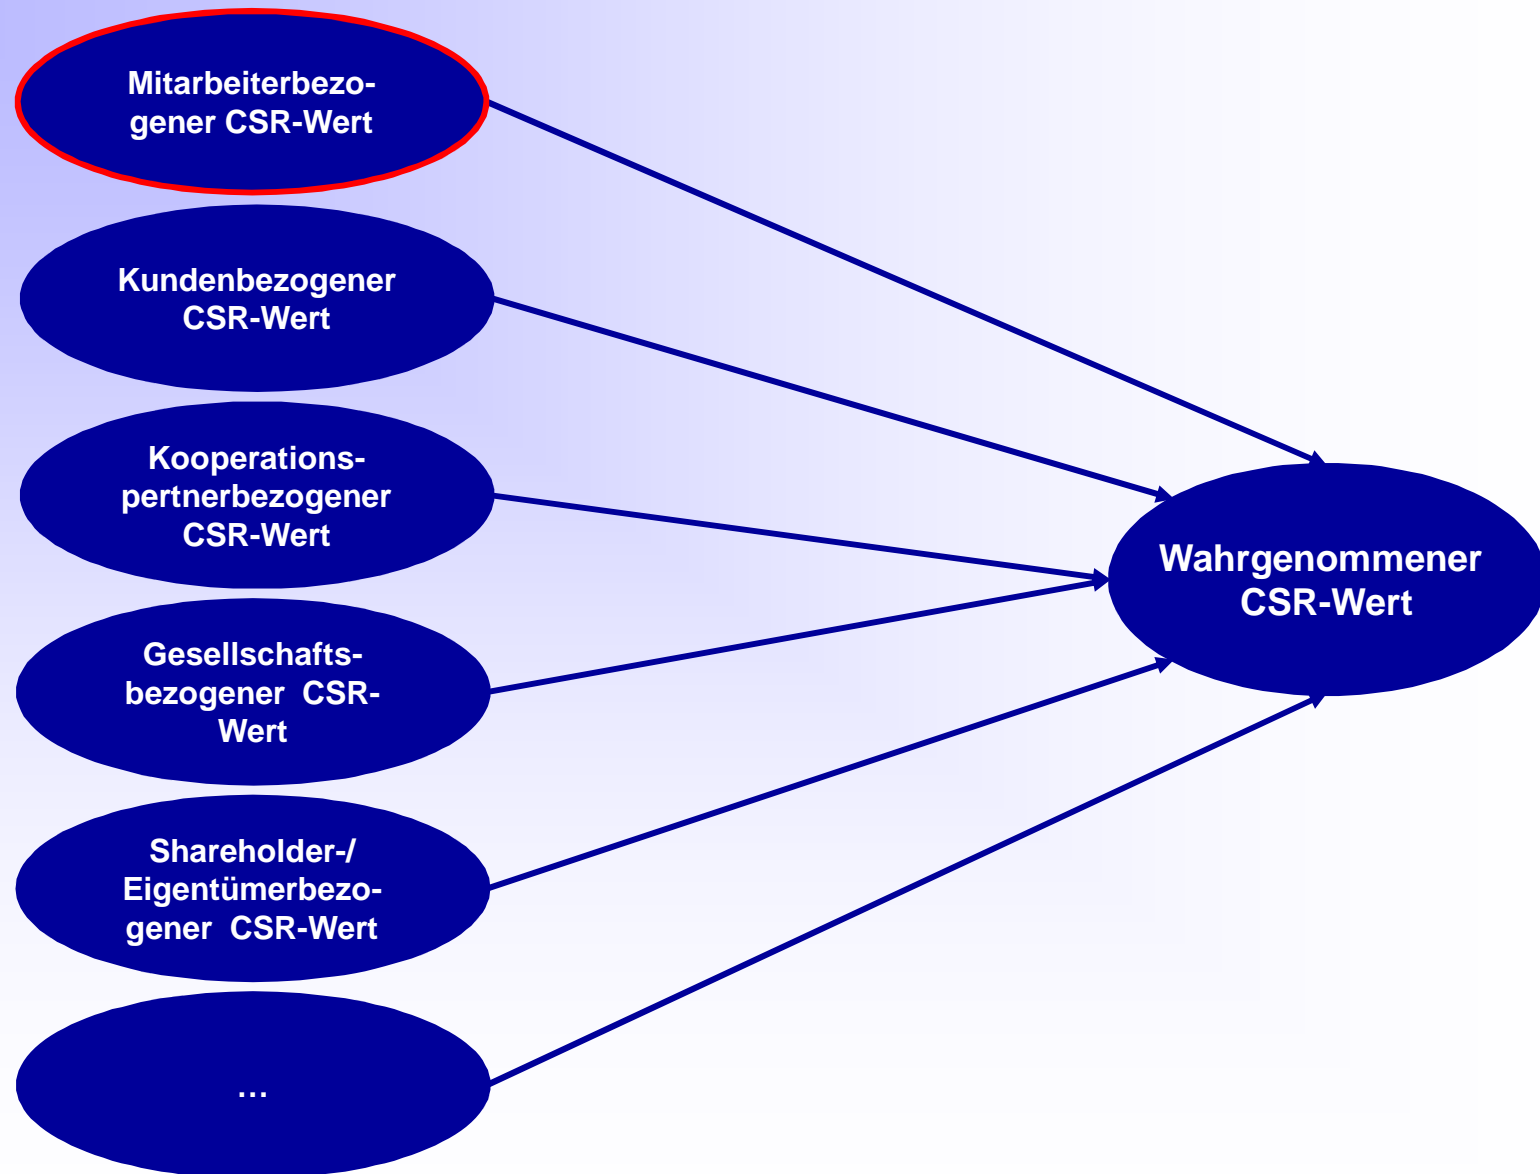 Mitarbeiterbezo-
gener CSR-Wert
Kundenbezogener
CSR-Wert
Kooperations-
pertnerbezogener
CSR-Wert
Gesellschafts-
bezogener  CSR-
Wert
Shareholder-/
Eigentümerbezo-
gener  CSR-Wert
...
Wahrgenommener
CSR-Wert